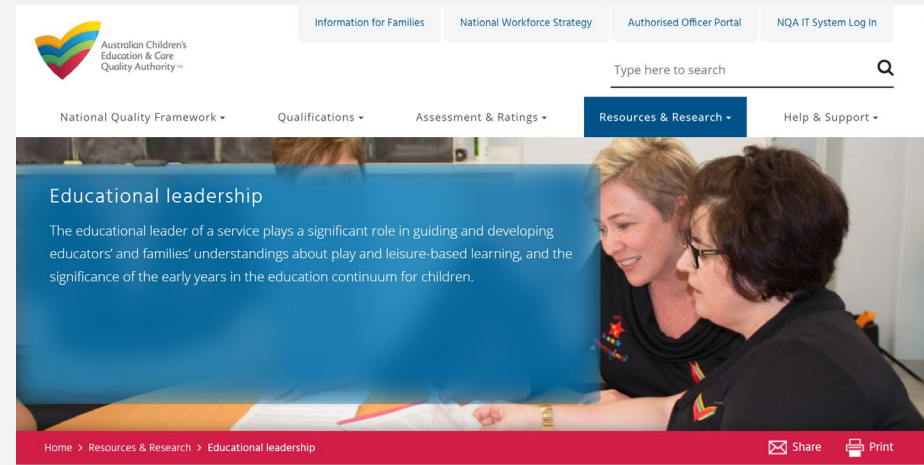 Information for Families
National Workforce Strategy
Authorised Officer Portal
NQA IT System Log In
Australian Children's
Education & Care
Quality Authority™
Type here to search
National Quality Framework
Qualifications
Assessment & Ratings
Resources & Research
Help & Support
Educational leadership
The educational leader of a service plays a significant role in guiding and developing
educators' and families' understandings about play and leisure-based learning, and the
significance of the early years in the education continuum for children.
Home > Resources & Research > Educational leadership
Share
Print